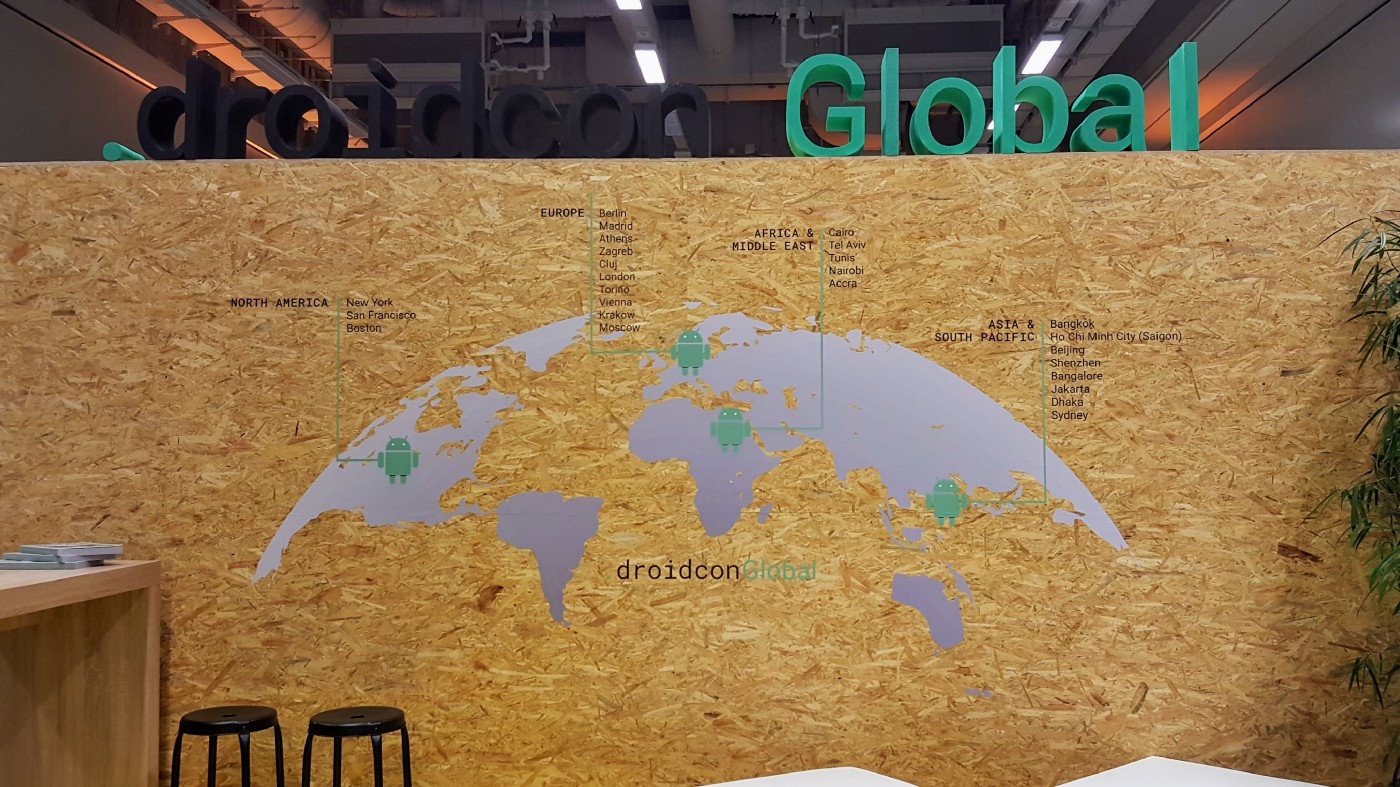 droidcon Global
EUROPE
Berlin
Madrid
Athens
Zagreb
Cluj
London
Torino
Vienna
Krakow
Moscow
AFRICA &
MIDDLE EAST
Cairo
Tel Aviv
Tunis
Nairobi
Accra
NORTH AMERICA
New York
San Francisco
Boston
ASIA &
SOUTH PACIFIC
Bangkok
Ho Chi Minh City (Saigon)
Beijing
Shenzhen
Bangalore
Jakarta
Dhaka
Sydney
droidconGlobal